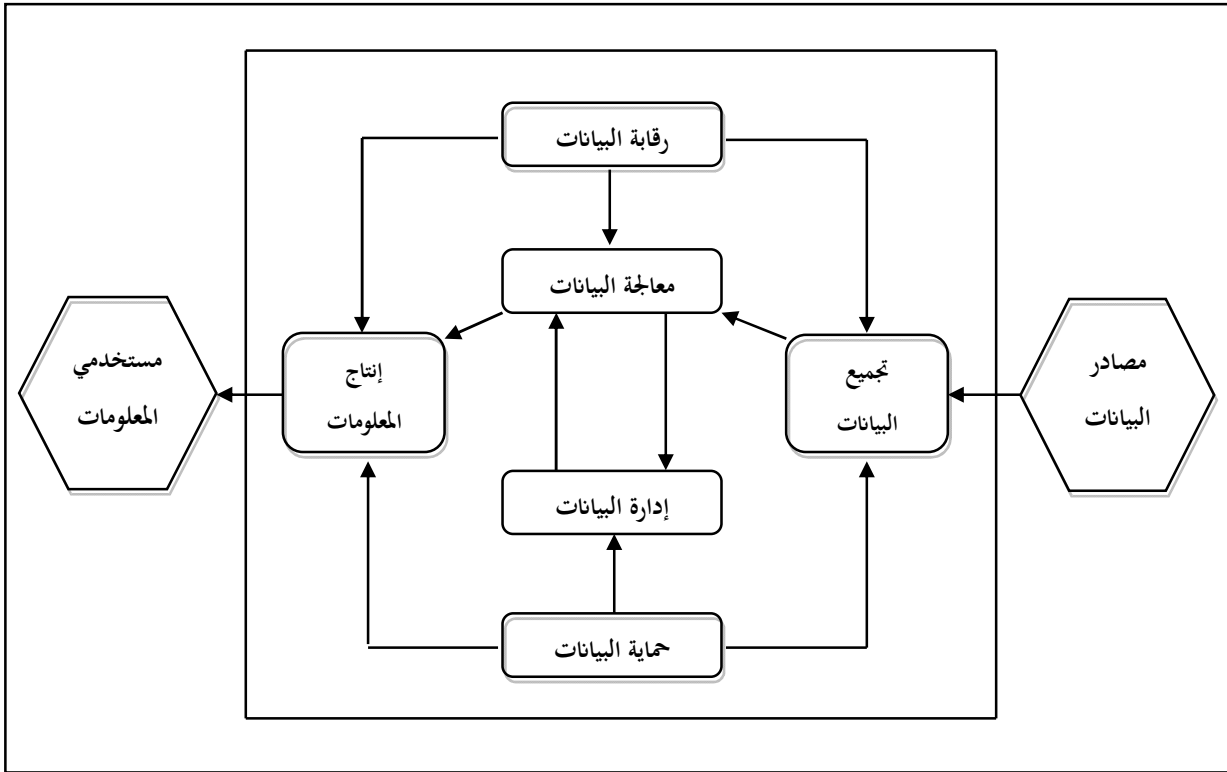 رقابة البيانات
معالجة البيانات
مصادر
البيانات
تجميع
البيانات
إنتاج
المعلومات
مستخدمي
المعلومات
إدارة البيانات
حماية البيانات